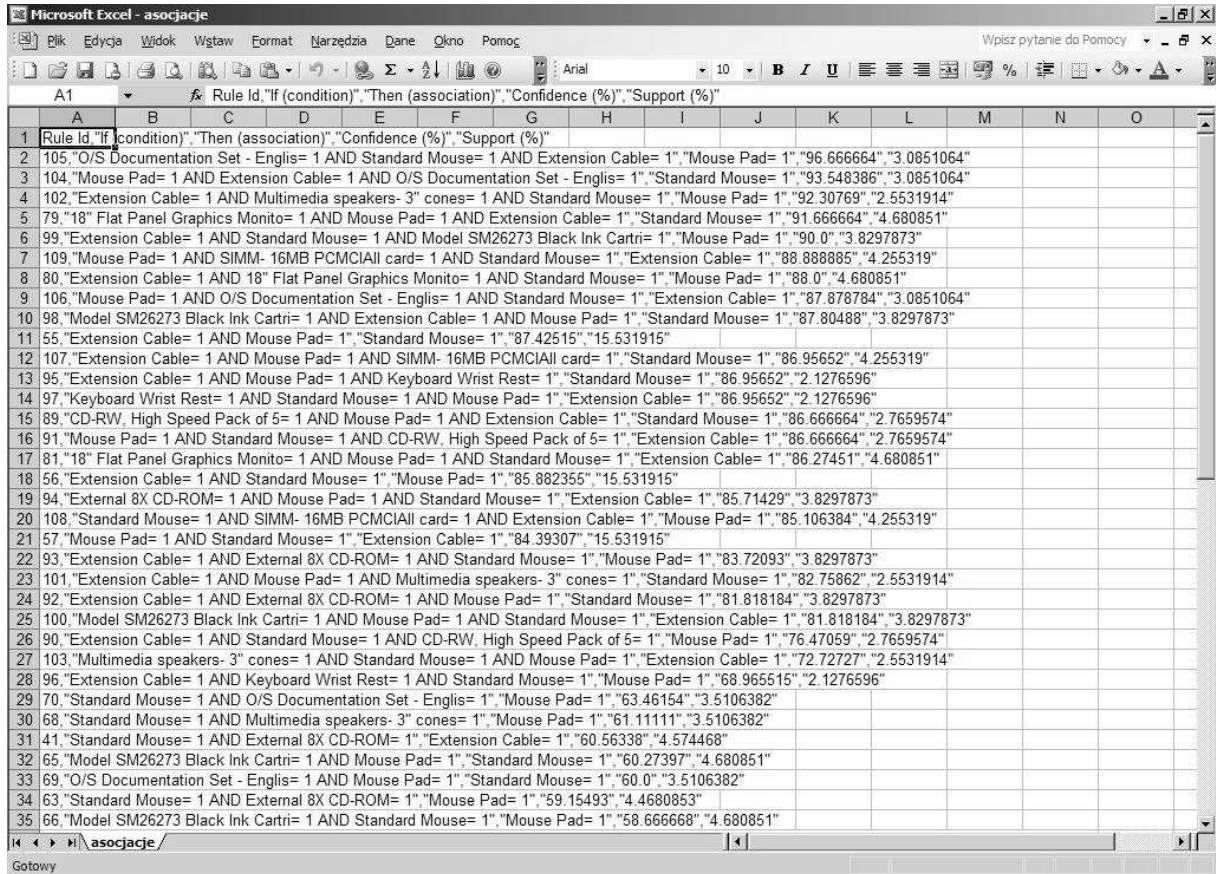 Microsoft Excel - asocjacje
Plik Edycja Widok Wstaw Format Narzędzia Dane Okno Pomoc Wpisz pytanie do Pomocy
Arial 10 B I U
A1 fx Rule Id,"If (condition)","Then (association)","Confidence (%)","Support (%)"
A B C D E F G H I J K L M N O
1 Rule Id,"If (condition)","Then (association)","Confidence (%)","Support (%)"
2 105,"O/S Documentation Set - Englis= 1 AND Standard Mouse= 1 AND Extension Cable= 1","Mouse Pad= 1","96.666664","3.0851064"
3 104,"Mouse Pad= 1 AND Extension Cable= 1 AND O/S Documentation Set - Englis= 1","Standard Mouse= 1","93.548386","3.0851064"
4 102,"Extension Cable= 1 AND Multimedia speakers- 3" cones= 1 AND Standard Mouse= 1","Mouse Pad= 1","92.30769","2.5531914"
5 79,"18" Flat Panel Graphics Monito= 1 AND Mouse Pad= 1 AND Extension Cable= 1","Standard Mouse= 1","91.666664","4.680851"
6 99,"Extension Cable= 1 AND Standard Mouse= 1 AND Model SM26273 Black Ink Cartri= 1","Mouse Pad= 1","90.0","3.8297873"
7 109,"Mouse Pad= 1 AND SIMM- 16MB PCMCIAII card= 1 AND Standard Mouse= 1","Extension Cable= 1","88.888885","4.255319"
8 80,"Extension Cable= 1 AND 18" Flat Panel Graphics Monito= 1 AND Standard Mouse= 1","Mouse Pad= 1","88.0","4.680851"
9 106,"Mouse Pad= 1 AND O/S Documentation Set - Englis= 1 AND Standard Mouse= 1","Extension Cable= 1","87.878784","3.0851064"
10 98,"Model SM26273 Black Ink Cartri= 1 AND Extension Cable= 1 AND Mouse Pad= 1","Standard Mouse= 1","87.80488","3.8297873"
11 55,"Extension Cable= 1 AND Mouse Pad= 1","Standard Mouse= 1","87.42515","15.531915"
12 107,"Extension Cable= 1 AND Mouse Pad= 1 AND SIMM- 16MB PCMCIAII card= 1","Standard Mouse= 1","86.95652","4.255319"
13 95,"Extension Cable= 1 AND Mouse Pad= 1 AND Keyboard Wrist Rest= 1","Standard Mouse= 1","86.95652","2.1276596"
14 97,"Keyboard Wrist Rest= 1 AND Standard Mouse= 1 AND Mouse Pad= 1","Extension Cable= 1","86.95652","2.1276596"
15 89,"CD-RW, High Speed Pack of 5= 1 AND Mouse Pad= 1 AND Extension Cable= 1","Standard Mouse= 1","86.666664","2.7659574"
16 91,"Mouse Pad= 1 AND Standard Mouse= 1 AND CD-RW, High Speed Pack of 5= 1","Extension Cable= 1","86.666664","2.7659574"
17 81,"18" Flat Panel Graphics Monito= 1 AND Mouse Pad= 1 AND Standard Mouse= 1","Extension Cable= 1","86.27451","4.680851"
18 56,"Extension Cable= 1 AND Standard Mouse= 1","Mouse Pad= 1","85.882355","15.531915"
19 94,"External 8X CD-ROM= 1 AND Mouse Pad= 1 AND Standard Mouse= 1","Extension Cable= 1","85.71429","3.8297873"
20 108,"Standard Mouse= 1 AND SIMM- 16MB PCMCIAII card= 1 AND Extension Cable= 1","Mouse Pad= 1","85.106384","4.255319"
21 57,"Mouse Pad= 1 AND Standard Mouse= 1","Extension Cable= 1","84.39307","15.531915"
22 93,"Extension Cable= 1 AND External 8X CD-ROM= 1 AND Standard Mouse= 1","Mouse Pad= 1","83.72093","3.8297873"
23 101,"Extension Cable= 1 AND Mouse Pad= 1 AND Multimedia speakers- 3" cones= 1","Standard Mouse= 1","82.75862","2.5531914"
24 92,"Extension Cable= 1 AND External 8X CD-ROM= 1 AND Mouse Pad= 1","Standard Mouse= 1","81.818184","3.8297873"
25 100,"Model SM26273 Black Ink Cartri= 1 AND Mouse Pad= 1 AND Standard Mouse= 1","Extension Cable= 1","81.818184","3.8297873"
26 90,"Extension Cable= 1 AND Standard Mouse= 1 AND CD-RW, High Speed Pack of 5= 1","Mouse Pad= 1","76.47059","2.7659574"
27 103,"Multimedia speakers- 3" cones= 1 AND Standard Mouse= 1 AND Mouse Pad= 1","Extension Cable= 1","72.72727","2.5531914"
28 96,"Extension Cable= 1 AND Keyboard Wrist Rest= 1 AND Standard Mouse= 1","Mouse Pad= 1","68.965515","2.1276596"
29 70,"Standard Mouse= 1 AND O/S Documentation Set - Englis= 1","Mouse Pad= 1","63.46154","3.5106382"
30 68,"Standard Mouse= 1 AND Multimedia speakers- 3" cones= 1","Mouse Pad= 1","61.11111","3.5106382"
31 41,"Standard Mouse= 1 AND External 8X CD-ROM= 1","Extension Cable= 1","60.56338","4.574468"
32 65,"Model SM26273 Black Ink Cartri= 1 AND Mouse Pad= 1","Standard Mouse= 1","60.27397","4.680851"
33 69,"O/S Documentation Set - Englis= 1 AND Mouse Pad= 1","Standard Mouse= 1","60.0","3.5106382"
34 63,"Standard Mouse= 1 AND External 8X CD-ROM= 1","Mouse Pad= 1","59.15493","4.4680853"
35 66,"Model SM26273 Black Ink Cartri= 1 AND Standard Mouse= 1","Mouse Pad= 1","58.666668","4.680851"
asocjacje
Gotowy